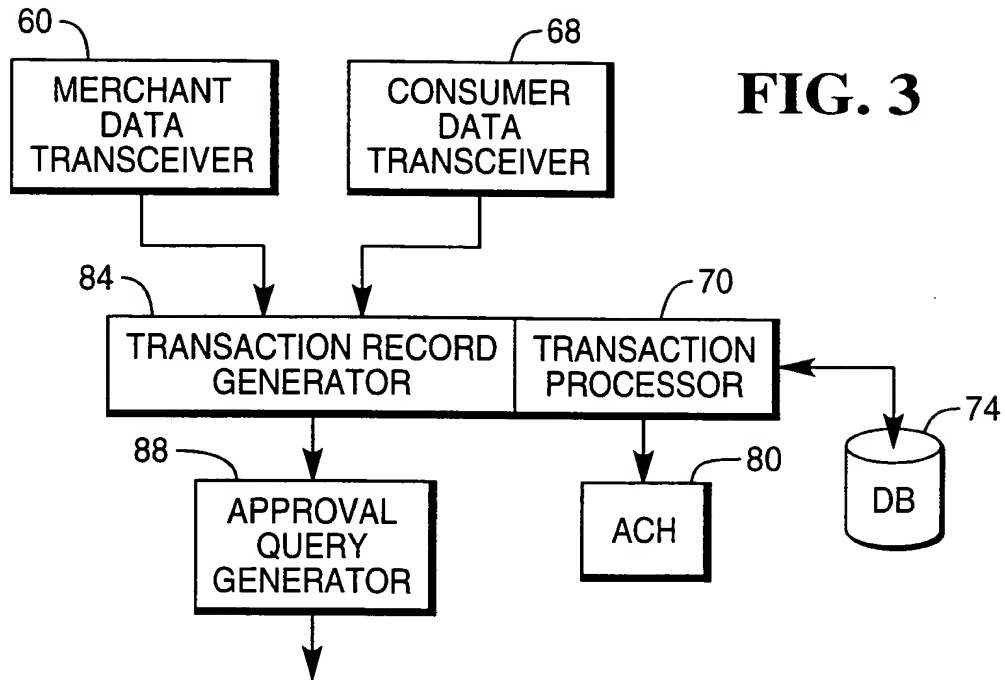 60
68
MERCHANT
DATA
TRANSCEIVER
CONSUMER
DATA
TRANSCEIVER
FIG. 3
84
70
TRANSACTION RECORD
GENERATOR
TRANSACTION
PROCESSOR
74
DB
88
80
APPROVAL
QUERY
GENERATOR
ACH